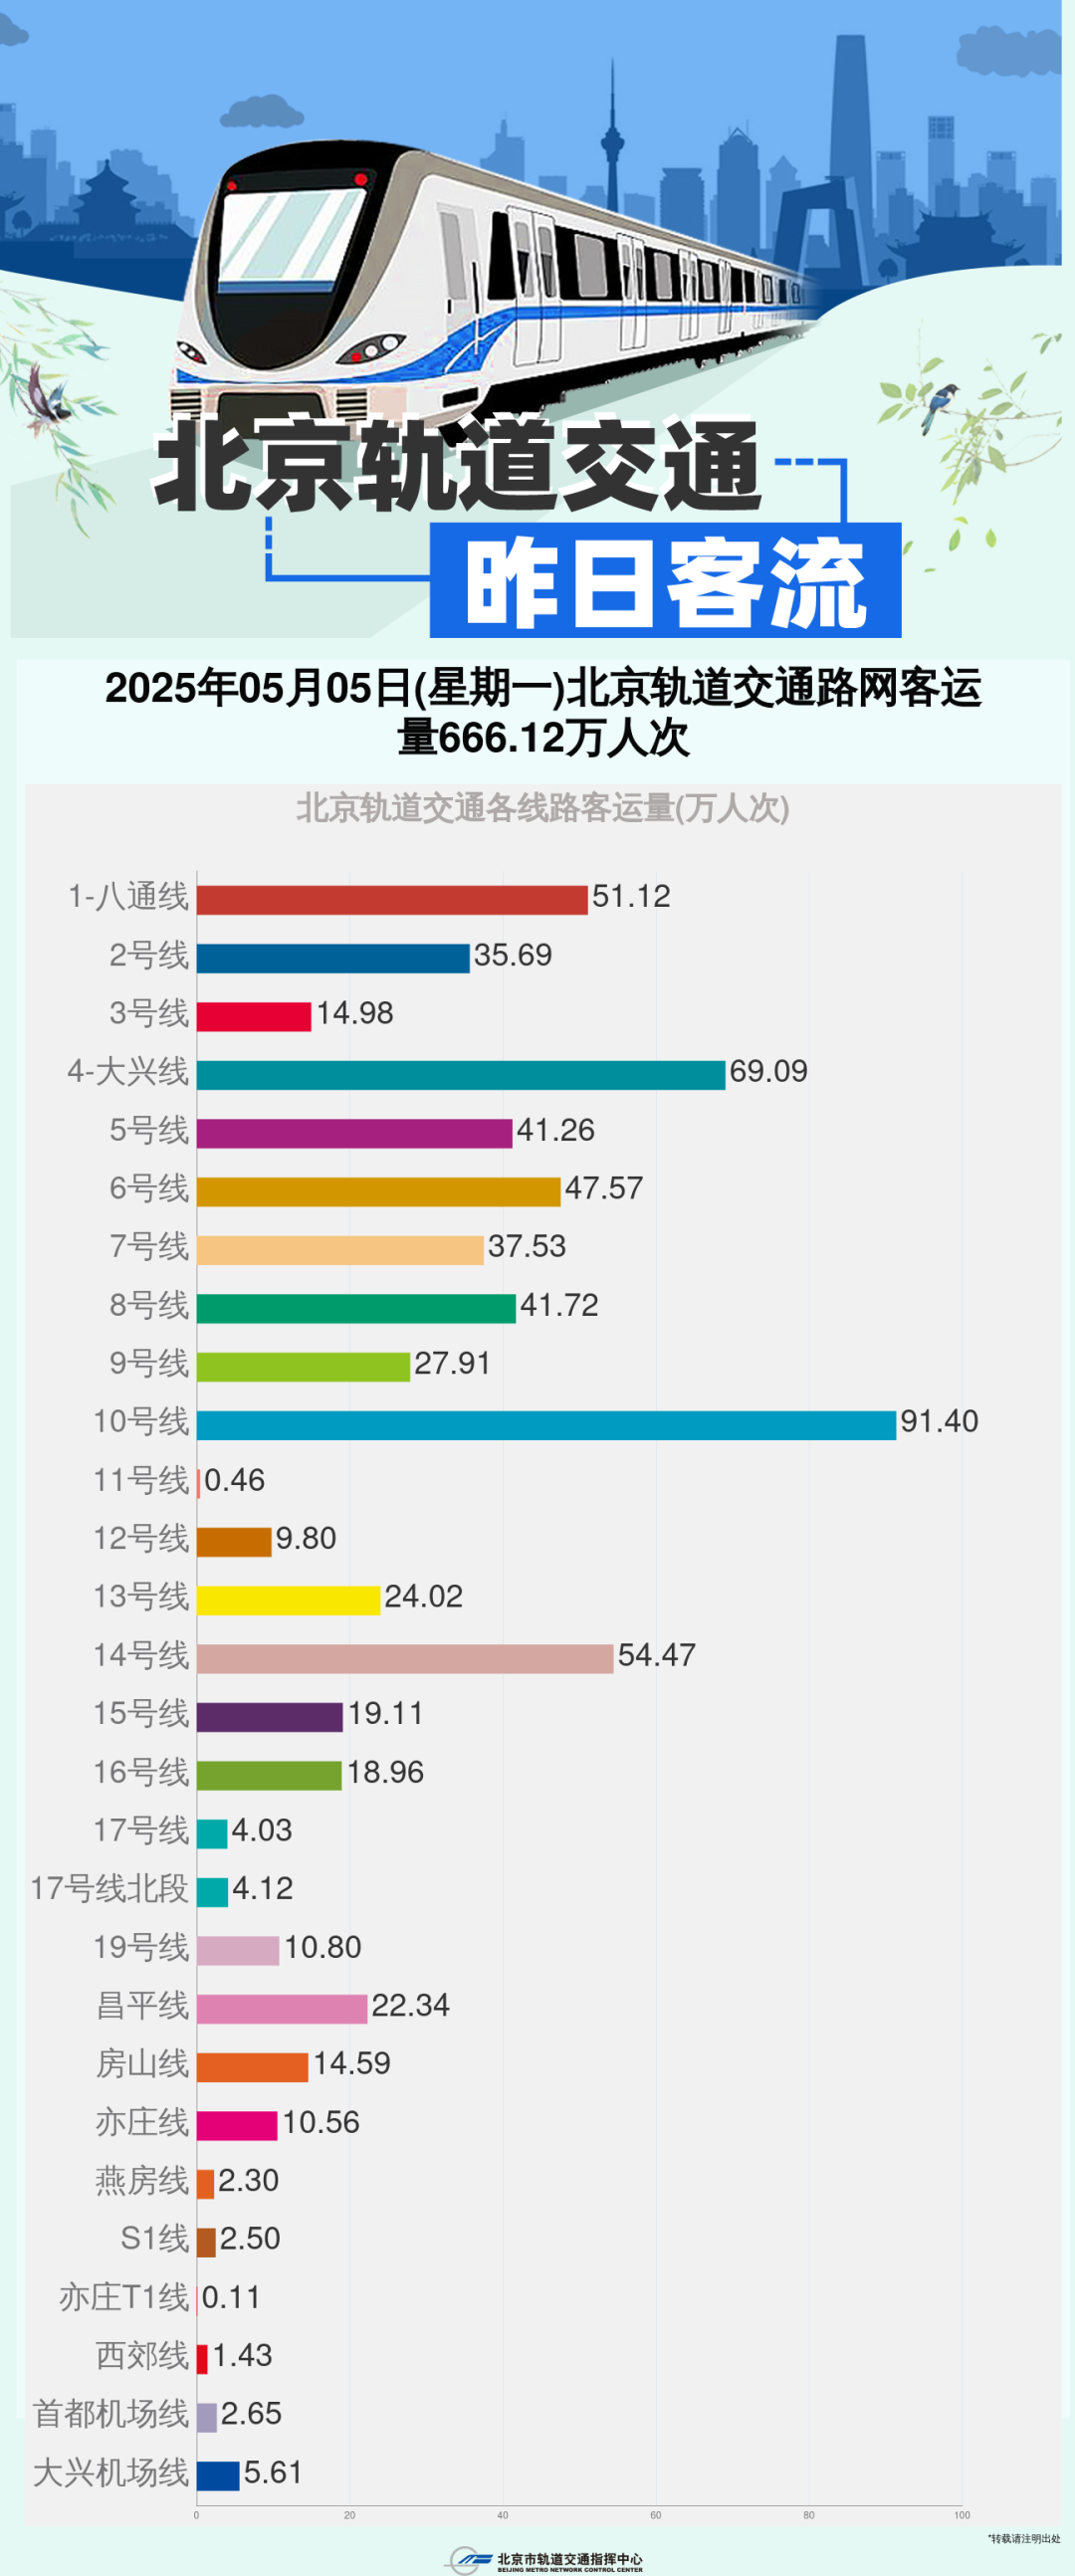 北京轨道交通
昨日客流
2025年05月05日(星期一)北京轨道交通路网客运
量666.12万人次
北京轨道交通各线路客运量(万人次)
1-八通线 51.12
2号线 35.69
3号线 14.98
4-大兴线 69.09
5号线 41.26
6号线 47.57
7号线 37.53
8号线 41.72
9号线 27.91
10号线 91.40
11号线 0.46
12号线 9.80
13号线 24.02
14号线 54.47
15号线 19.11
16号线 18.96
17号线 4.03
17号线北段 4.12
19号线 10.80
昌平线 22.34
房山线 14.59
亦庄线 10.56
燕房线 2.30
S1线 2.50
亦庄T1线 0.11
西郊线 1.43
首都机场线 2.65
大兴机场线 5.61
0 20 40 60 80 100
*转载请注明出处
北京市轨道交通指挥中心
BEIJING METRO NETWORK CONTROL CENTER